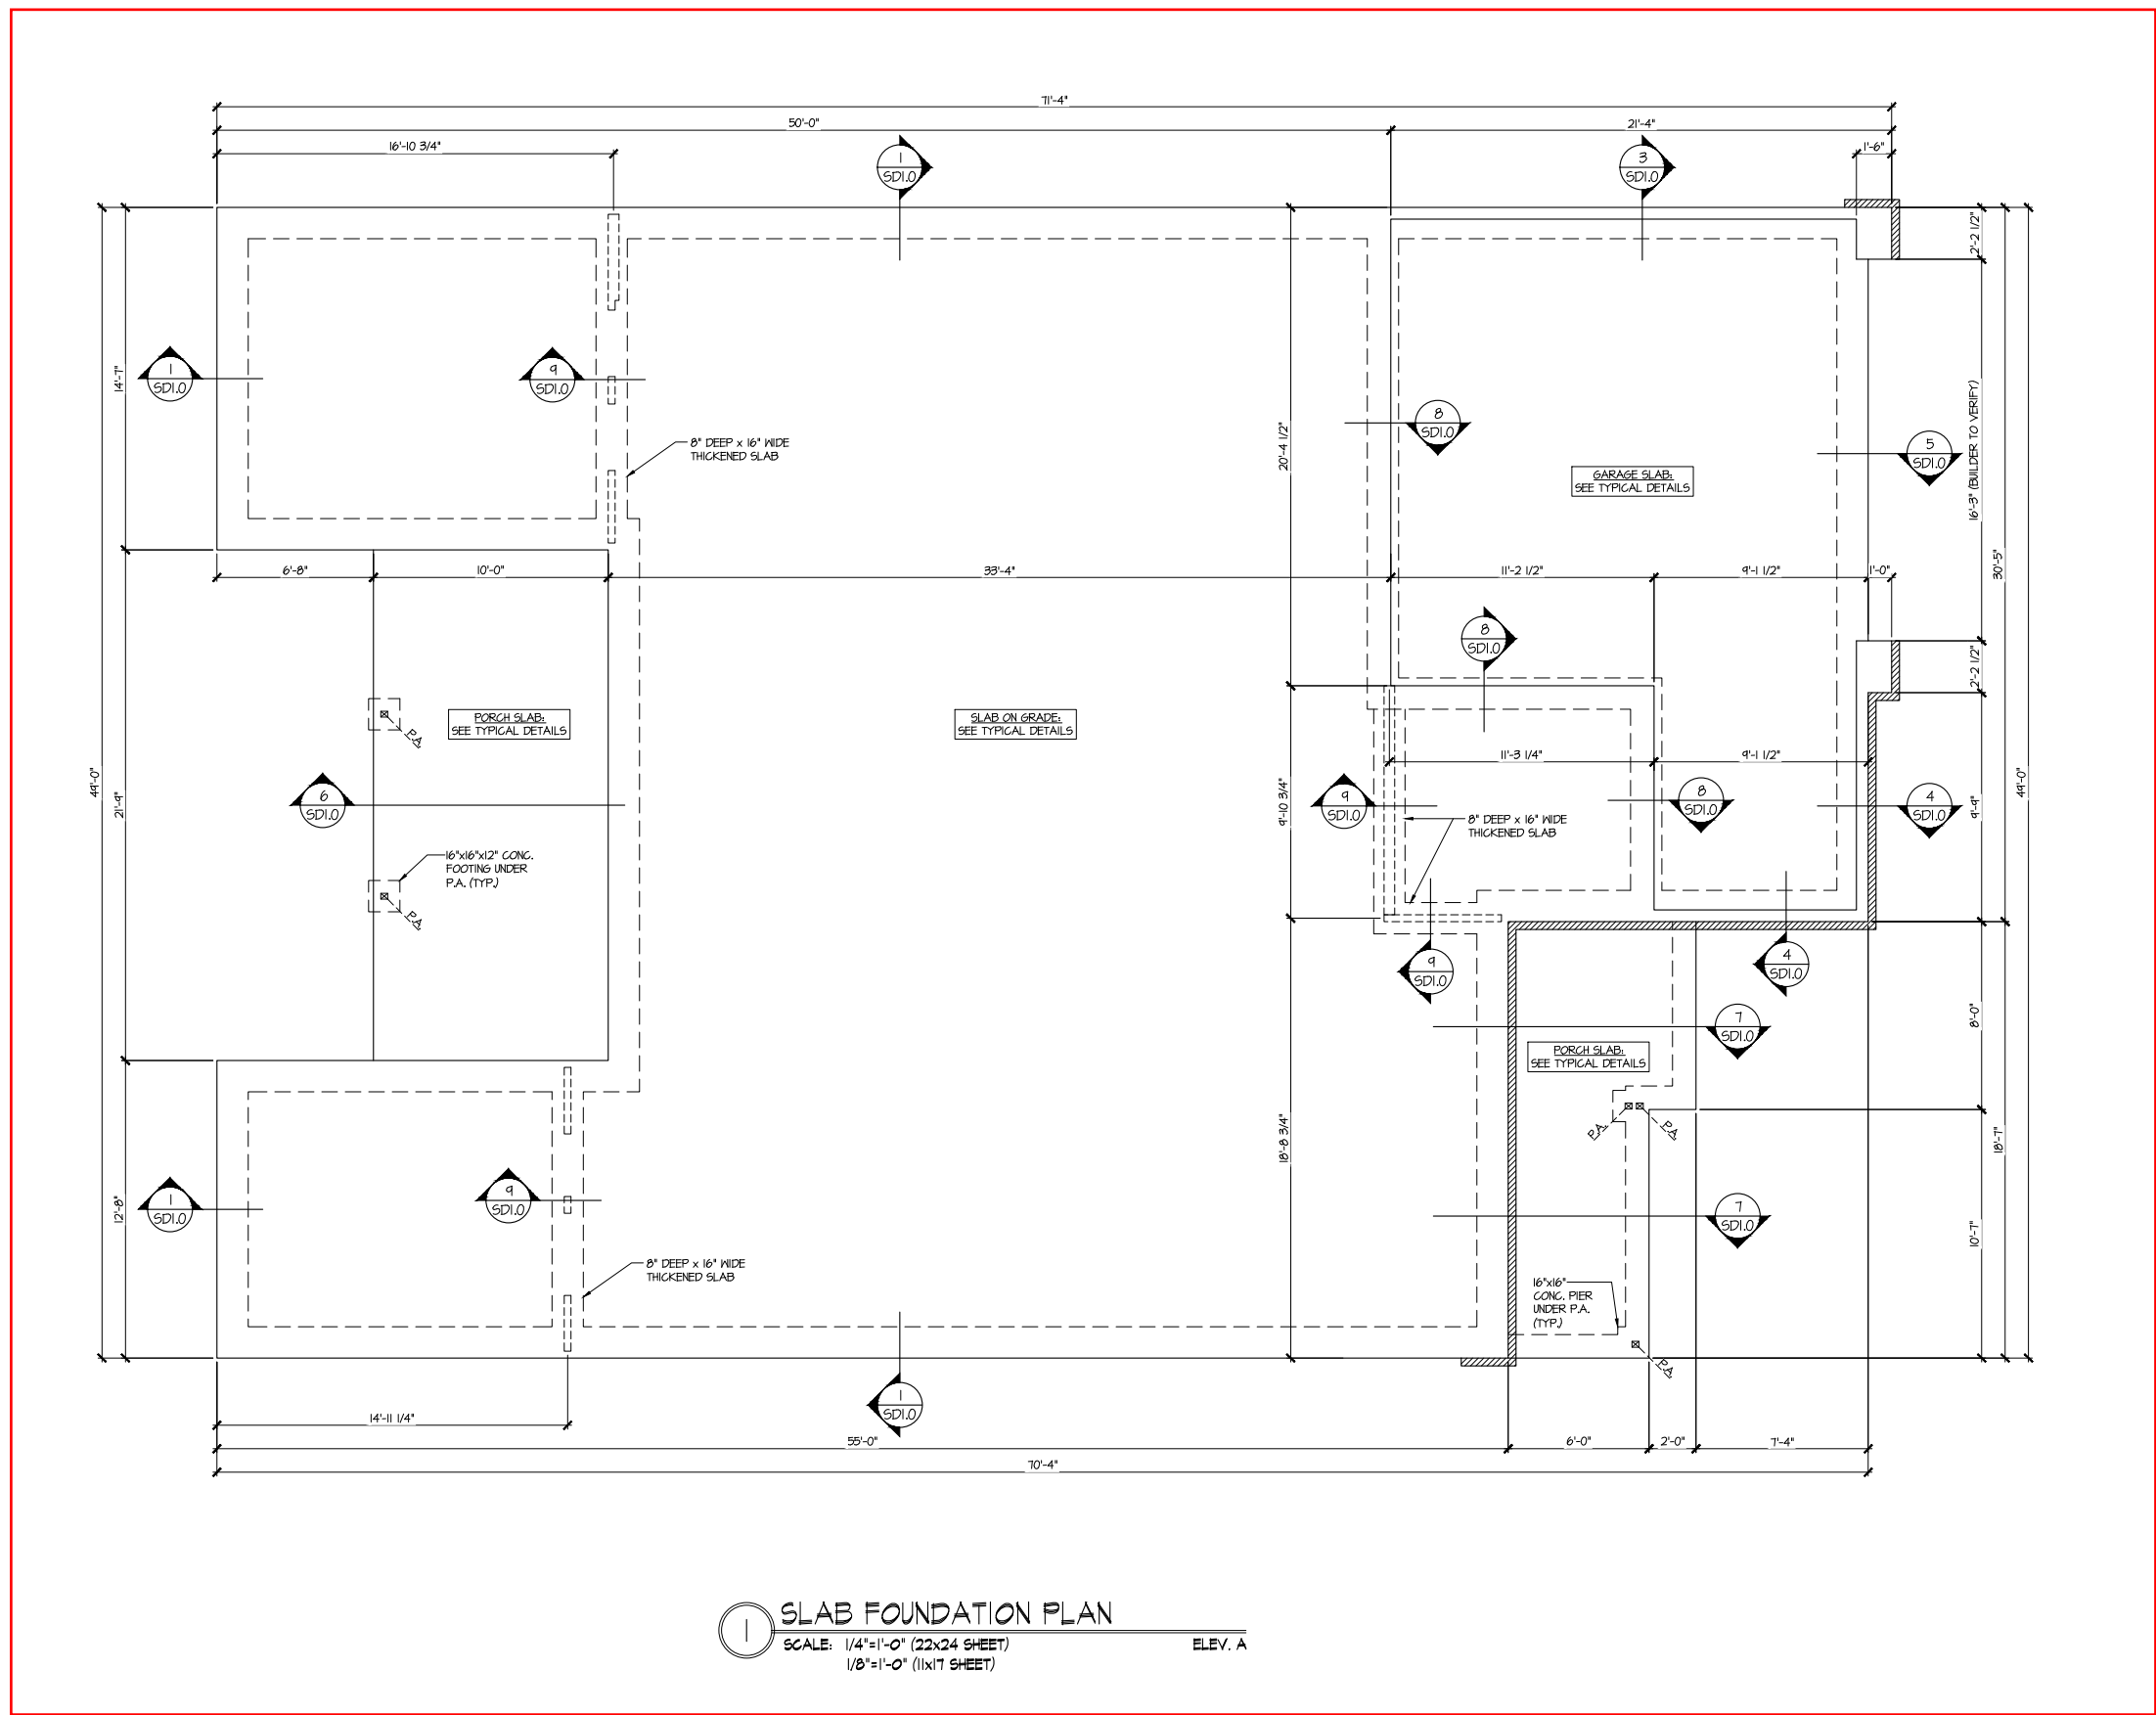 71'-4"
50'-0"
21'-4"
16'-10 3/4"
1'-6"
1
SD1.0
3
SD1.0
2'-2 1/2"
14'-7"
1
SD1.0
9
SD1.0
8" DEEP x 16" WIDE
THICKENED SLAB
20'-4 1/2"
8
SD1.0
GARAGE SLAB:
SEE TYPICAL DETAILS
16'-3" (BUILDER TO VERIFY)
5
SD1.0
30'-5"
6'-8"
10'-0"
33'-4"
11'-2 1/2"
9'-1 1/2"
1'-0"
8
SD1.0
2'-2 1/2"
P.A.
PORCH SLAB:
SEE TYPICAL DETAILS
SLAB ON GRADE:
SEE TYPICAL DETAILS
11'-3 1/4"
9'-1 1/2"
49'-0"
21'-9"
6
SD1.0
9'-10 3/4"
9
SD1.0
8" DEEP x 16" WIDE
THICKENED SLAB
8
SD1.0
4
SD1.0
9'-9"
49'-0"
16"x16"x12" CONC.
FOOTING UNDER
P.A. (TYP.)
P.A.
9
SD1.0
4
SD1.0
7
SD1.0
8'-0"
PORCH SLAB:
SEE TYPICAL DETAILS
P.A.
P.A.
18'-8 3/4"
18'-7"
12'-8"
1
SD1.0
9
SD1.0
7
SD1.0
10'-7"
8" DEEP x 16" WIDE
THICKENED SLAB
16"x16"
CONC. PIER
UNDER P.A.
(TYP.)
P.A.
1
SD1.0
14'-11 1/4"
55'-0"
6'-0"
2'-0"
7'-4"
70'-4"
1
SLAB FOUNDATION PLAN
SCALE: 1/4"=1'-0" (22x24 SHEET)
ELEV. A
1/8"=1'-0" (11x17 SHEET)